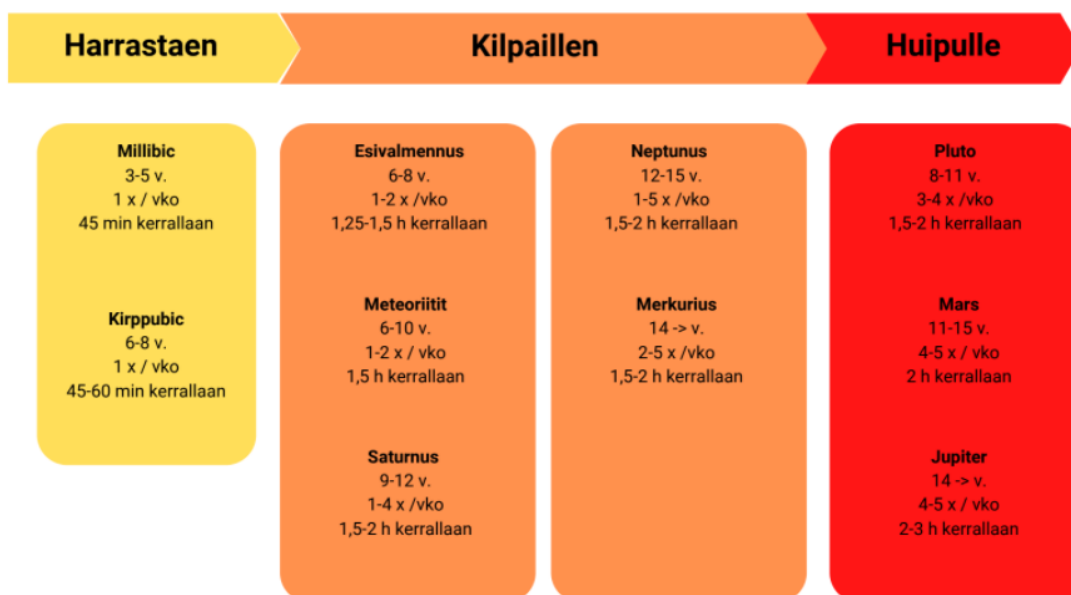 Harrastaen
Kilpaillen
Huipulle
Millibic
3-5 v.
1 x / vko
45 min kerrallaan
Kirppubic
6-8 v.
1 x / vko
45-60 min kerrallaan
Esivalmennus
6-8 v.
1-2 x /vko
1,25-1,5 h kerrallaan
Meteoriitit
6-10 v.
1-2 x / vko
1,5 h kerrallaan
Saturnus
9-12 v.
1-4 x /vko
1,5-2 h kerrallaan
Neptunus
12-15 v.
1-5 x /vko
1,5-2 h kerrallaan
Merkurius
14 -> v.
2-5 x /vko
1,5-2 h kerrallaan
Pluto
8-11 v.
3-4 x /vko
1,5-2 h kerrallaan
Mars
11-15 v.
4-5 x / vko
2 h kerrallaan
Jupiter
14 -> v.
4-5 x / vko
2-3 h kerrallaan